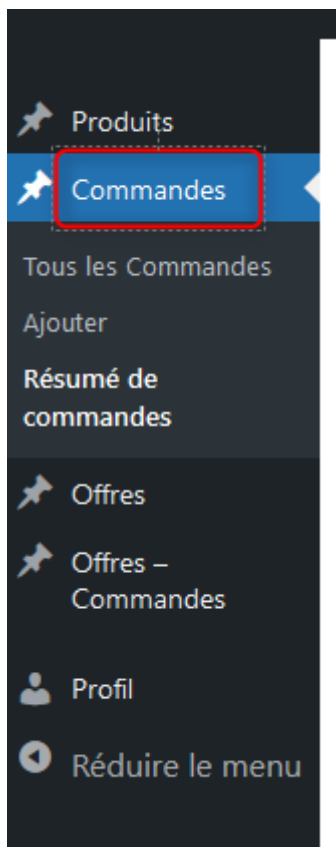 Produits
Commandes
Tous les Commandes
Ajouter
Résumé de
commandes
Offres
Offres –
Commandes
Profil
Réduire le menu